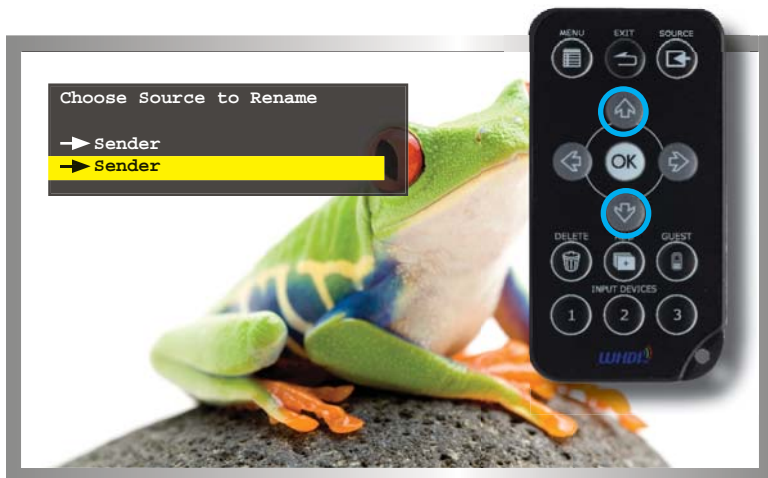 Choose Source to Rename
Sender
Sender
MENU EXIT SOURCE
OK
DELETE GUEST
INPUT DEVICES
1 2 3
WHDI